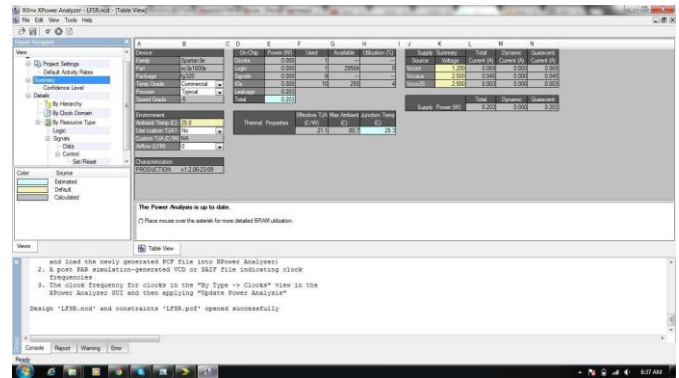 Xilinx XPower Analyzer - LFSR.ncd - [Table View]
File Edit View Tools Help
Report Navigator
View
Project Settings
Default Activity Rates
Summary
Confidence Level
Details
By Hierarchy
By Clock Domain
By Resource Type
Logic
Signals
Data
Control
Set/Reset
Color Source
Estimated
Default
Calculated
Views
A B C D E F G H I J K L M N
Device
Family Spartan3e
Part xc3s1600e
Package fg320
Temp Grade Commercial
Process Typical
Speed Grade -5
Environment
Ambient Temp (C) 25.0
Use custom TJA? No
Custom TJA (C/W) NA
Airflow (LFM) 0
Characterization
PRODUCTION v1.2,06-23-09
On-Chip Power (W) Used Available Utilization (%)
Clocks 0.000 1 --- ---
Logic 0.000 1 29504 0
Signals 0.000 --- ---
IOs 0.000 10 250 4
Leakage 0.203
Total 0.203
Effective TJA Max Ambient Junction Temp
Thermal Properties (C/W) (C) (C)
21.1 29.3
Supply Summary Total Dynamic Quiescent
Source Voltage Current (A) Current (A) Current (A)
Vccint 1.200 0.000
Vccaux 2.500 0.045 0.000 0.045
Vcco25 2.500 0.003 0.000 0.003
Total Dynamic Quiescent
Supply Power (W) 0.203 0.000 0.203
The Power Analysis is up to date.
(*) Place mouse over the asterisk for more detailed BRAM utilization.
Table View
and load the newly generated PCF file into XPower Analyzer)
2. A post PAR simulation-generated VCD or SAIF file indicating clock
frequencies
3. The clock frequency for clocks in the "By Type -> Clocks" view in the
XPower Analyzer GUI and then applying "Update Power Analysis"
Design 'LFSR.ncd' and constraints 'LFSR.pcf' opened successfully
Console Report Warning Error
Ready
8:37 AM